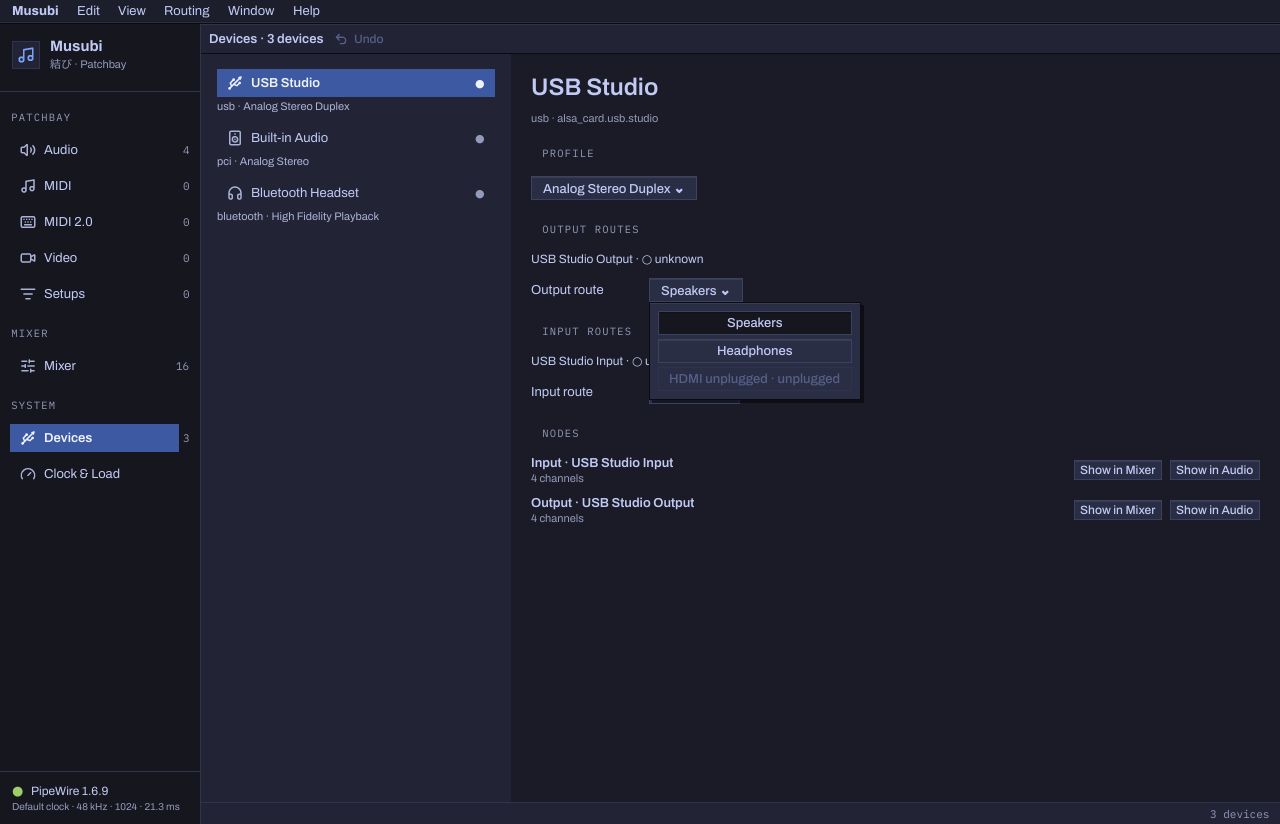 Musubi Edit View Routing Window Help
Musubi
結び · Patchbay
Devices · 3 devices Undo
PATCHBAY
Audio 4
MIDI 0
MIDI 2.0 0
Video 0
Setups 0
MIXER
Mixer 16
SYSTEM
Devices 3
Clock & Load
PipeWire 1.6.9
Default clock · 48 kHz · 1024 · 21.3 ms
USB Studio
usb · Analog Stereo Duplex
Built-in Audio
pci · Analog Stereo
Bluetooth Headset
bluetooth · High Fidelity Playback
USB Studio
usb · alsa_card.usb.studio
PROFILE
Analog Stereo Duplex
OUTPUT ROUTES
USB Studio Output · unknown
Output route Speakers
Speakers
Headphones
HDMI unplugged · unplugged
INPUT ROUTES
USB Studio Input ·
Input route
NODES
Input · USB Studio Input
4 channels
Show in Mixer Show in Audio
Output · USB Studio Output
4 channels
Show in Mixer Show in Audio
3 devices